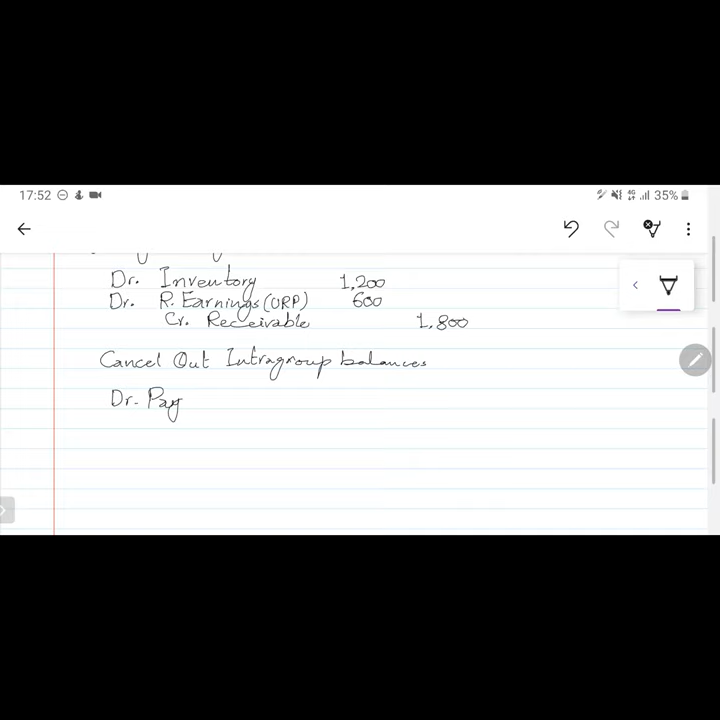 17:52 4G 35%
Dr. Inventory 1,200
Dr. R. Earnings (URP) 600
Cr. Receivable 1,800
Cancel Out Intragroup balances
Dr. Pay